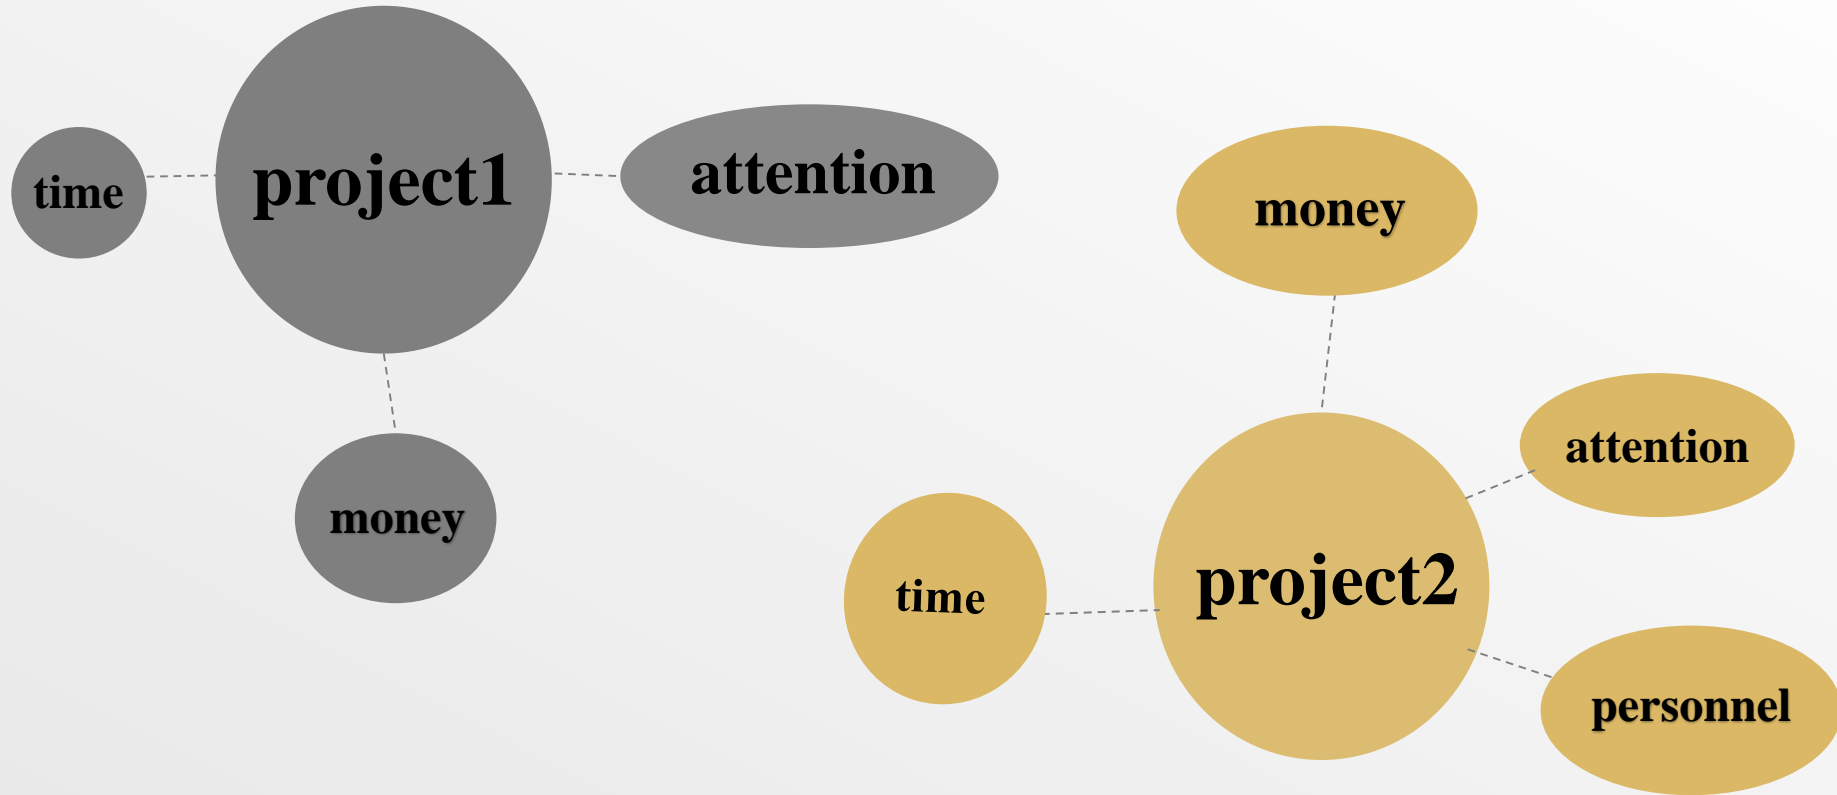 time
project1
attention
money
money
attention
time
project2
personnel